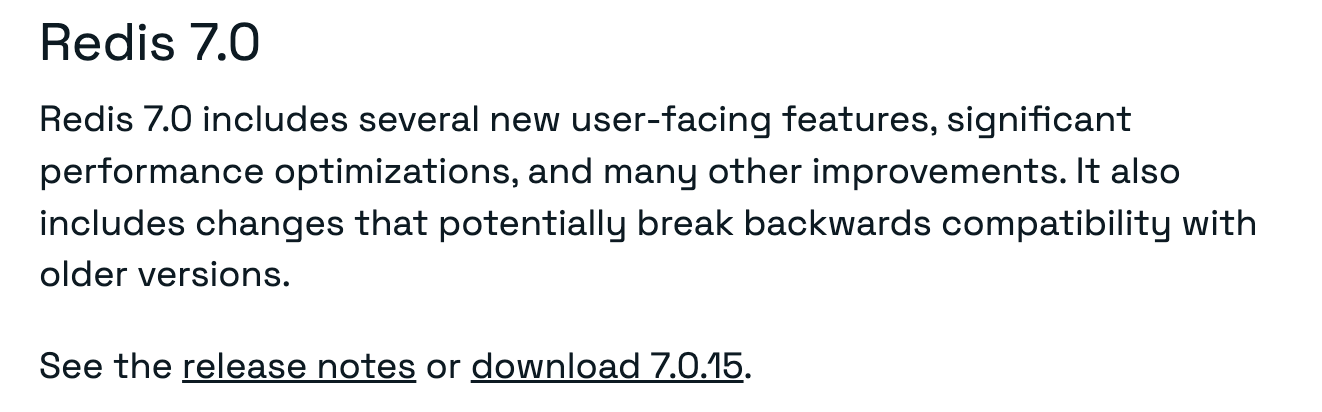 Redis 7.0
Redis 7.0 includes several new user-facing features, significant
performance optimizations, and many other improvements. It also
includes changes that potentially break backwards compatibility with
older versions.
See the release notes or download 7.0.15.